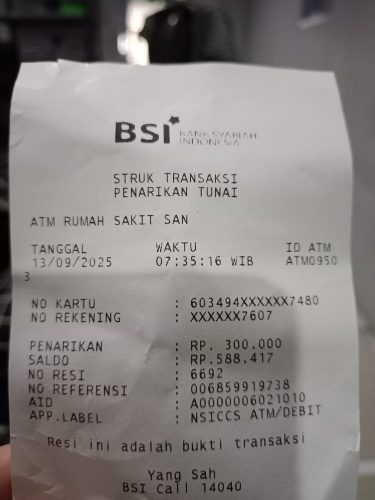 BSI BANK SYARIAH
INDONESIA
STRUK TRANSAKSI
PENARIKAN TUNAI
ATM RUMAH SAKIT SAN
TANGGAL WAKTU ID ATM
13/09/2025 07:35:16 WIB ATM0950
3
NO KARTU : 603494XXXXXX7480
NO REKENING : XXXXXX7607
PENARIKAN : RP. 300.000
SALDO : RP.588.417
NO RESI : 6692
NO REFERENSI : 006859919738
AID : A0000006021010
APP.LABEL : NSICCS ATM/DEBIT
Resi ini adalah bukti transaksi
Yang Sah
BSI Call 14040